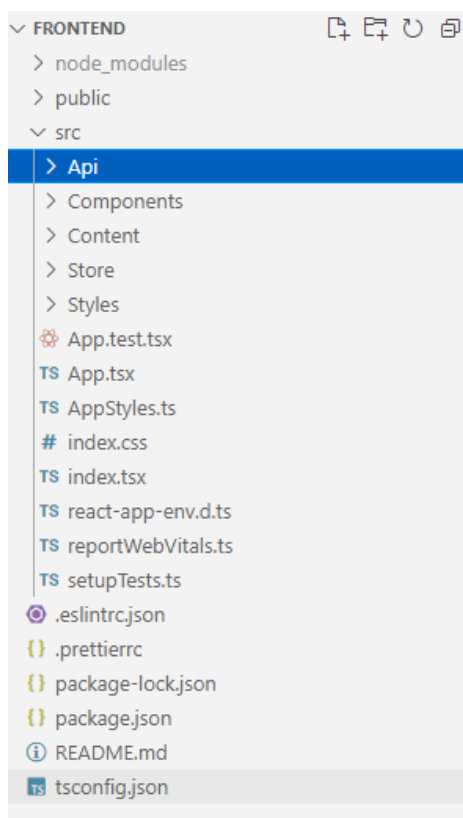 FRONTEND
node_modules
public
src
Api
Components
Content
Store
Styles
App.test.tsx
TS App.tsx
TS AppStyles.ts
# index.css
TS index.tsx
TS react-app-env.d.ts
TS reportWebVitals.ts
TS setupTests.ts
.eslintrc.json
{} .prettierrc
{} package-lock.json
{} package.json
README.md
TS tsconfig.json